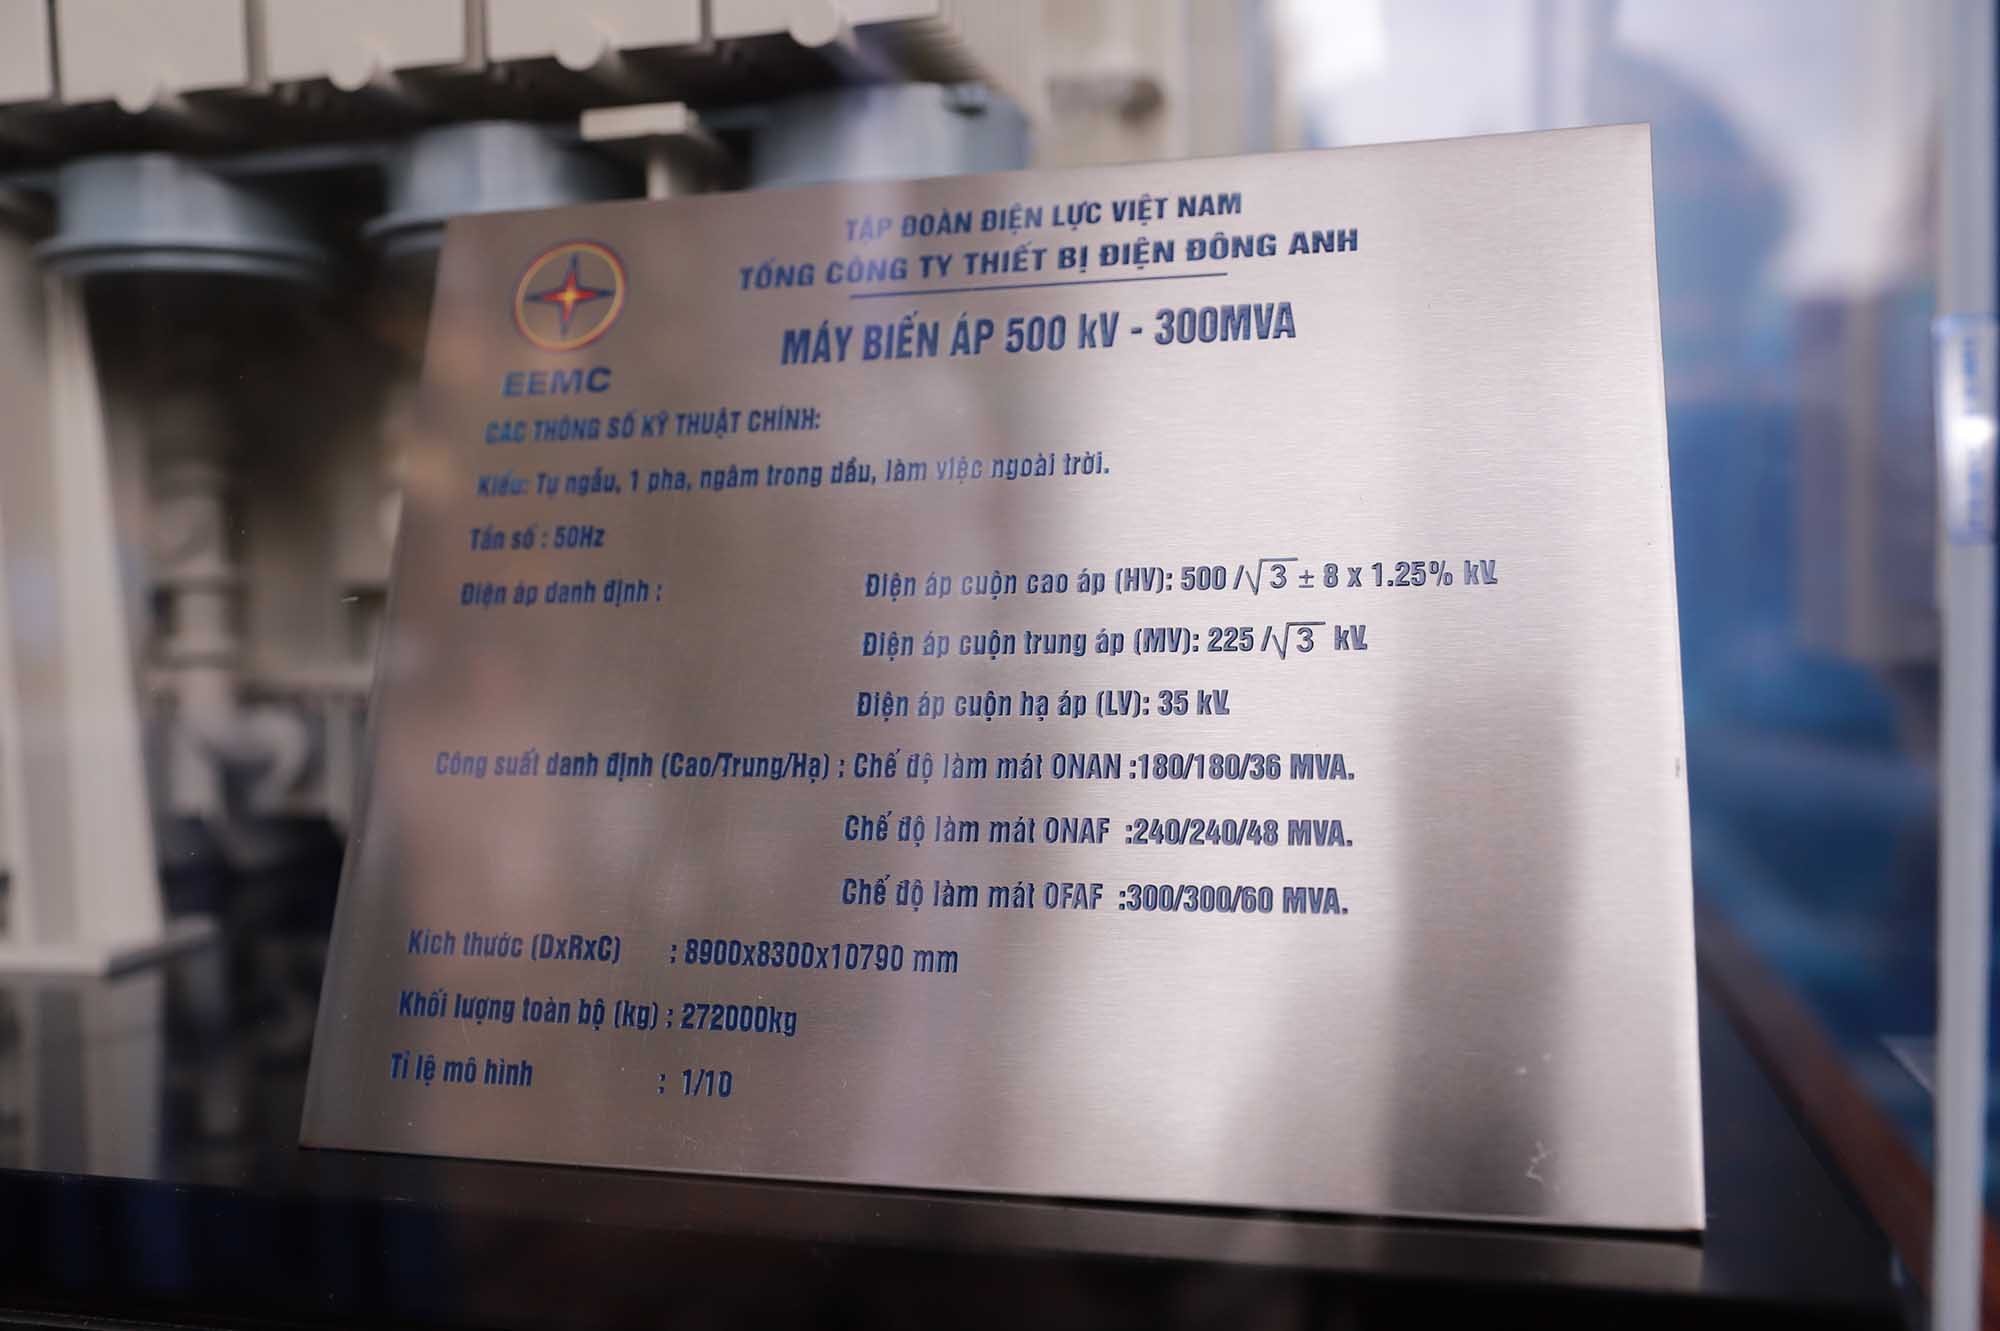 TẬP ĐOÀN ĐIỆN LỰC VIỆT NAM
TỔNG CÔNG TY THIẾT BỊ ĐIỆN ĐÔNG ANH
MÁY BIẾN ÁP 500 kV - 300MVA
EEMC
CÁC THÔNG SỐ KỸ THUẬT CHÍNH:
Kiểu: Tự ngẫu, 1 pha, ngâm trong dầu, làm việc ngoài trời.
Tần số : 50Hz
Điện áp danh định : Điện áp cuộn cao áp (HV): 500 /√3 ± 8 x 1.25% kV.
Điện áp cuộn trung áp (MV): 225 /√3 kV.
Điện áp cuộn hạ áp (LV): 35 kV.
Công suất danh định (Cao/Trung/Hạ) : Chế độ làm mát ONAN :180/180/36 MVA.
Chế độ làm mát ONAF :240/240/48 MVA.
Chế độ làm mát OFAF :300/300/60 MVA.
Kích thước (DxRxC) : 8900x8300x10790 mm
Khối lượng toàn bộ (kg) : 272000kg
Tỉ lệ mô hình : 1/10